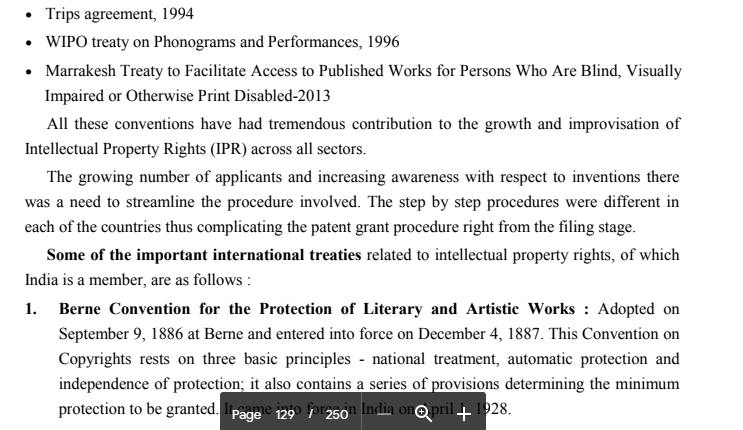 • Trips agreement, 1994
• WIPO treaty on Phonograms and Performances, 1996
• Marrakesh Treaty to Facilitate Access to Published Works for Persons Who Are Blind, Visually
Impaired or Otherwise Print Disabled-2013
All these conventions have had tremendous contribution to the growth and improvisation of
Intellectual Property Rights (IPR) across all sectors.
The growing number of applicants and increasing awareness with respect to inventions there
was a need to streamline the procedure involved. The step by step procedures were different in
each of the countries thus complicating the patent grant procedure right from the filing stage.
Some of the important international treaties related to intellectual property rights, of which
India is a member, are as follows :
1. Berne Convention for the Protection of Literary and Artistic Works : Adopted on
September 9, 1886 at Berne and entered into force on December 4, 1887. This Convention on
Copyrights rests on three basic principles - national treatment, automatic protection and
independence of protection; it also contains a series of provisions determining the minimum
protection to be granted. It came into force in India on April 1, 1928.
Page 129 / 250